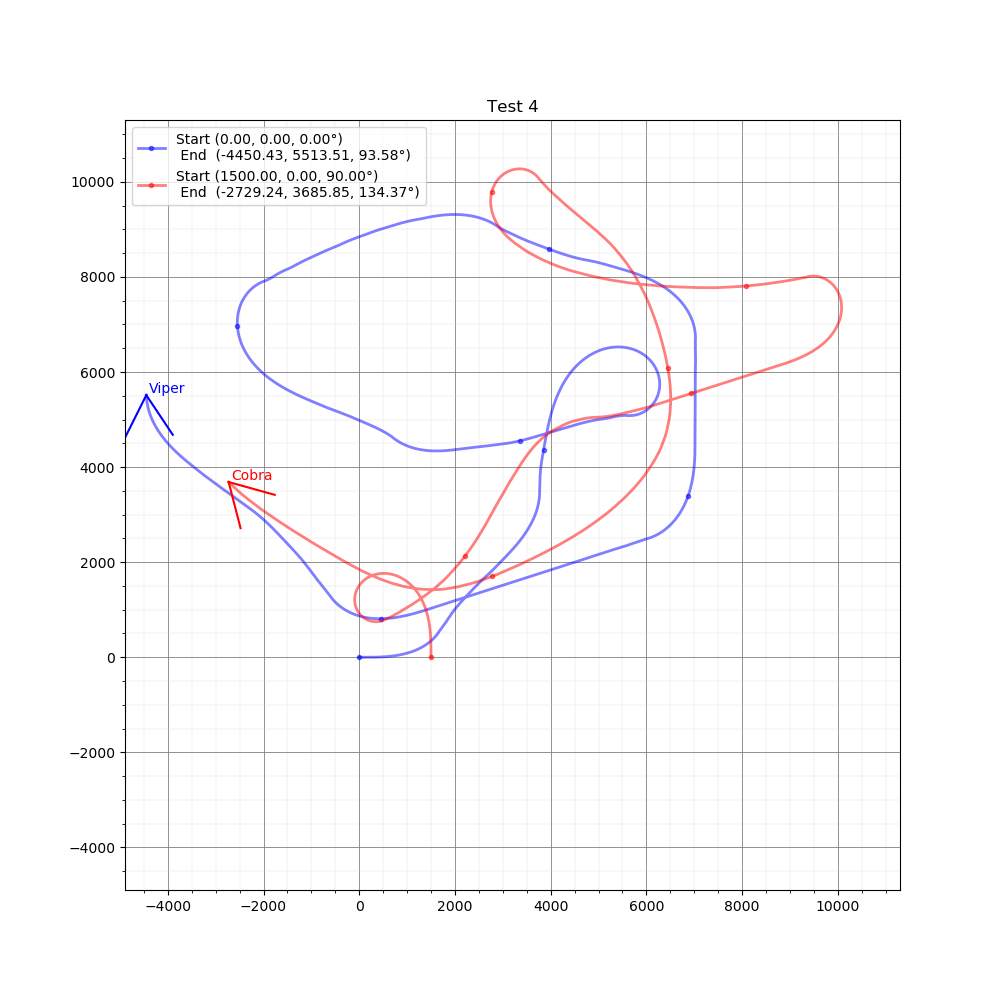 Test 4
Start (0.00, 0.00, 0.00°)
End (-4450.43, 5513.51, 93.58°)
Start (1500.00, 0.00, 90.00°)
End (-2729.24, 3685.85, 134.37°)
10000
8000
6000
4000
2000
0
−2000
−4000
Viper
Cobra
−4000 −2000 0 2000 4000 6000 8000 10000